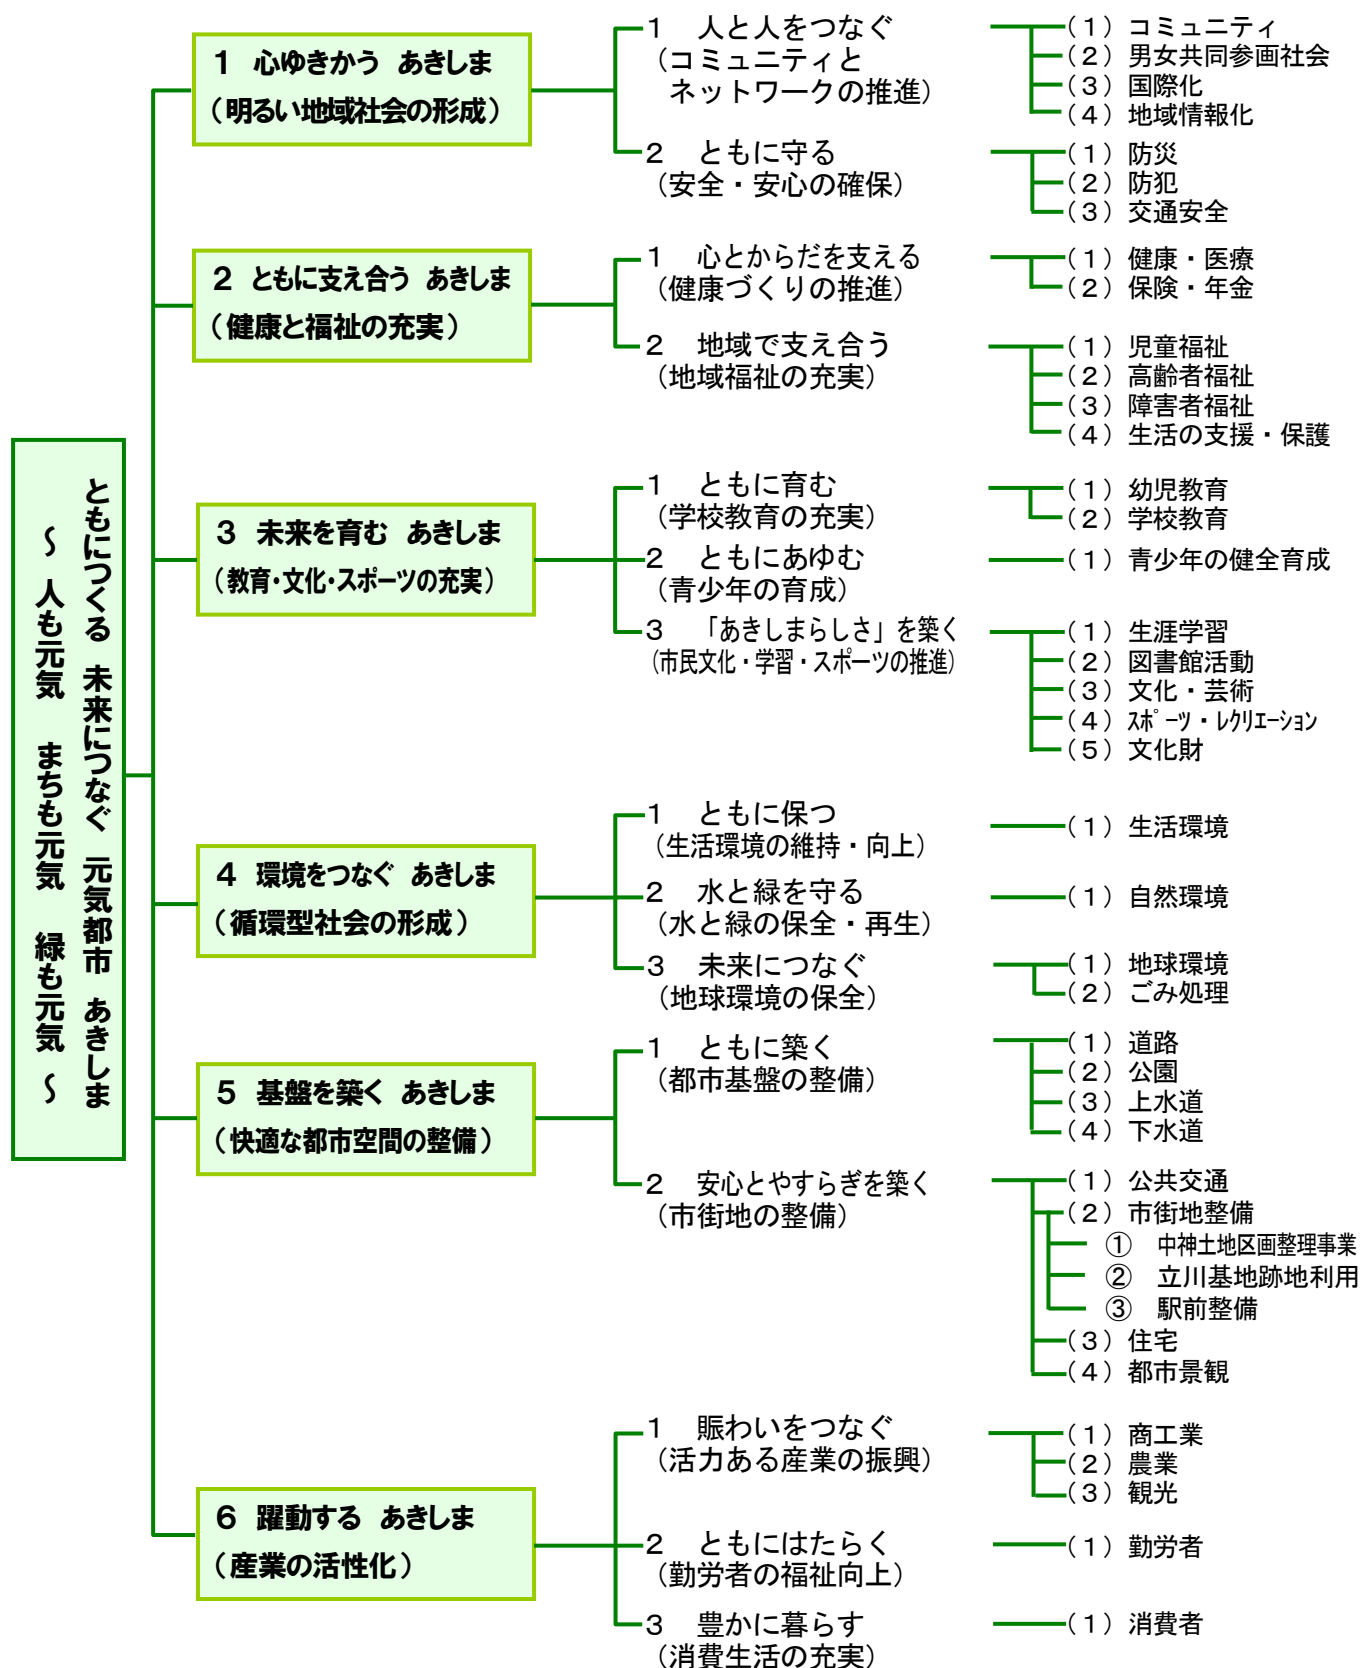 ともにつくる 未来につなぐ 元気都市 あきしま
～ 人も元気 まちも元気 緑も元気 ～
1 心ゆきかう あきしま
（明るい地域社会の形成）
1 人と人をつなぐ
（コミュニティと
ネットワークの推進）
（１）コミュニティ
（２）男女共同参画社会
（３）国際化
（４）地域情報化
2 ともに守る
（安全・安心の確保）
（１）防災
（２）防犯
（３）交通安全
2 ともに支え合う あきしま
（健康と福祉の充実）
1 心とからだを支える
（健康づくりの推進）
（１）健康・医療
（２）保険・年金
2 地域で支え合う
（地域福祉の充実）
（１）児童福祉
（２）高齢者福祉
（３）障害者福祉
（４）生活の支援・保護
3 未来を育む あきしま
（教育・文化・スポーツの充実）
1 ともに育む
（学校教育の充実）
（１）幼児教育
（２）学校教育
2 ともにあゆむ
（青少年の育成）
（１）青少年の健全育成
3 「あきしまらしさ」を築く
（市民文化・学習・スポーツの推進）
（１）生涯学習
（２）図書館活動
（３）文化・芸術
（４）ｽﾎﾟｰﾂ・ﾚｸﾘｴｰｼｮﾝ
（５）文化財
4 環境をつなぐ あきしま
（循環型社会の形成）
1 ともに保つ
（生活環境の維持・向上）
（１）生活環境
2 水と緑を守る
（水と緑の保全・再生）
（１）自然環境
3 未来につなぐ
（地球環境の保全）
（１）地球環境
（２）ごみ処理
5 基盤を築く あきしま
（快適な都市空間の整備）
1 ともに築く
（都市基盤の整備）
（１）道路
（２）公園
（３）上水道
（４）下水道
2 安心とやすらぎを築く
（市街地の整備）
（１）公共交通
（２）市街地整備
① 中神土地区画整理事業
② 立川基地跡地利用
③ 駅前整備
（３）住宅
（４）都市景観
6 躍動する あきしま
（産業の活性化）
1 賑わいをつなぐ
（活力ある産業の振興）
（１）商工業
（２）農業
（３）観光
2 ともにはたらく
（勤労者の福祉向上）
（１）勤労者
3 豊かに暮らす
（消費生活の充実）
（１）消費者